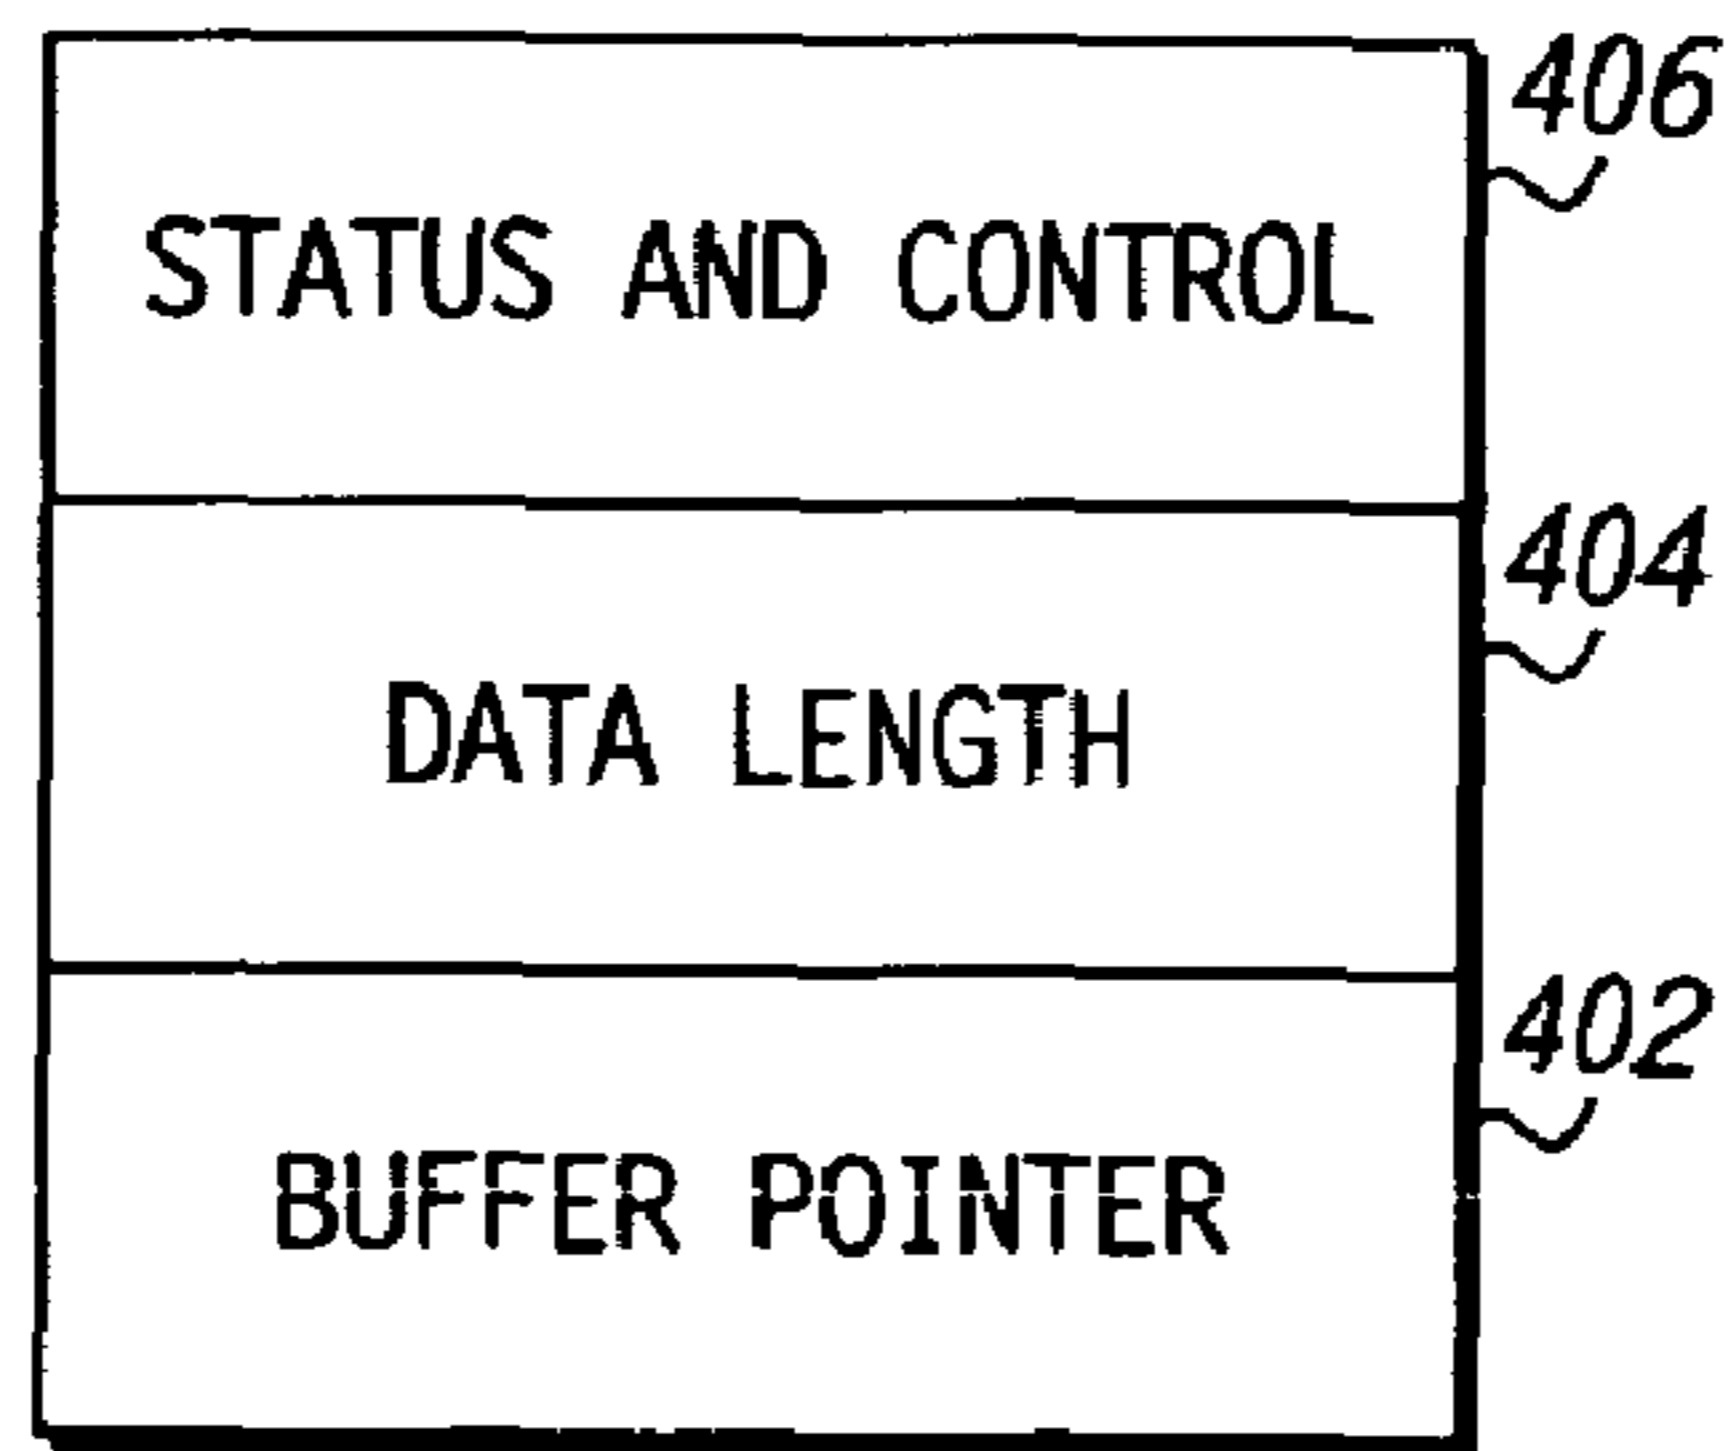 406
STATUS AND CONTROL
404
DATA LENGTH
402
BUFFER POINTER